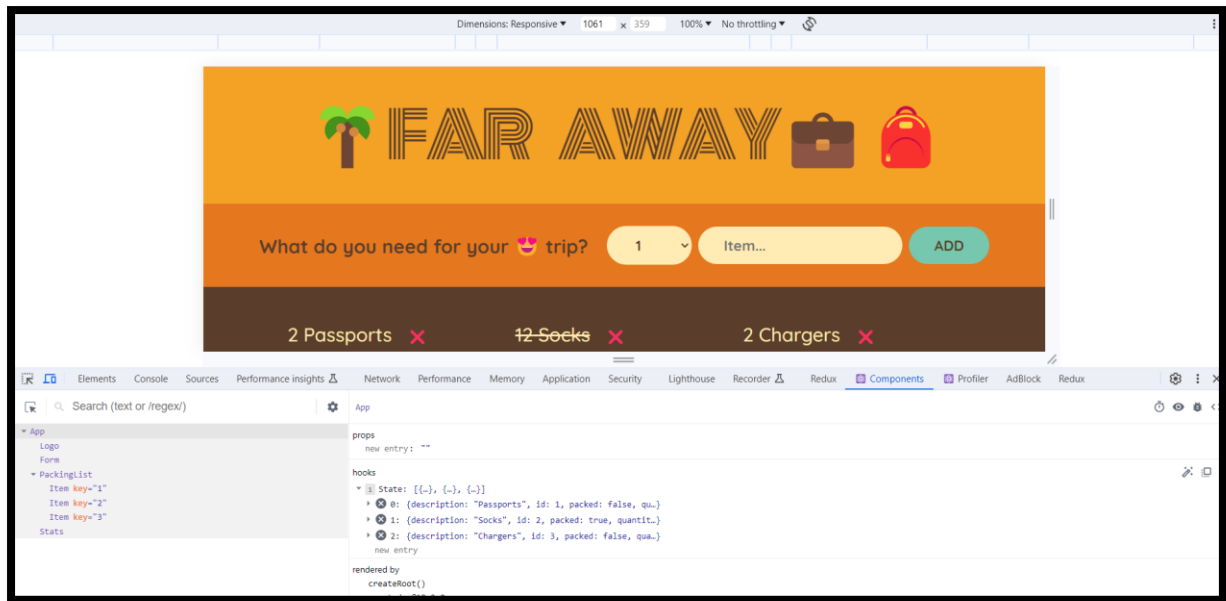 Dimensions: Responsive ▼ 1061 x 359 100% ▼ No throttling ▼
FAR AWAY
What do you need for your 😍 trip? 1 Item... ADD
2 Passports ❌ 12 Socks ❌ 2 Chargers ❌
Elements Console Sources Performance insights Network Performance Memory Application Security Lighthouse Recorder Redux Components Profiler AdBlock Redux
Search (text or /regex/) App
App
Logo
Form
PackingList
Item key="1"
Item key="2"
Item key="3"
Stats
props
new entry: ""
hooks
1 State: [{…}, {…}, {…}]
0: {description: "Passports", id: 1, packed: false, qu…}
1: {description: "Socks", id: 2, packed: true, quantit…}
2: {description: "Chargers", id: 3, packed: false, qua…}
new entry
rendered by
createRoot()